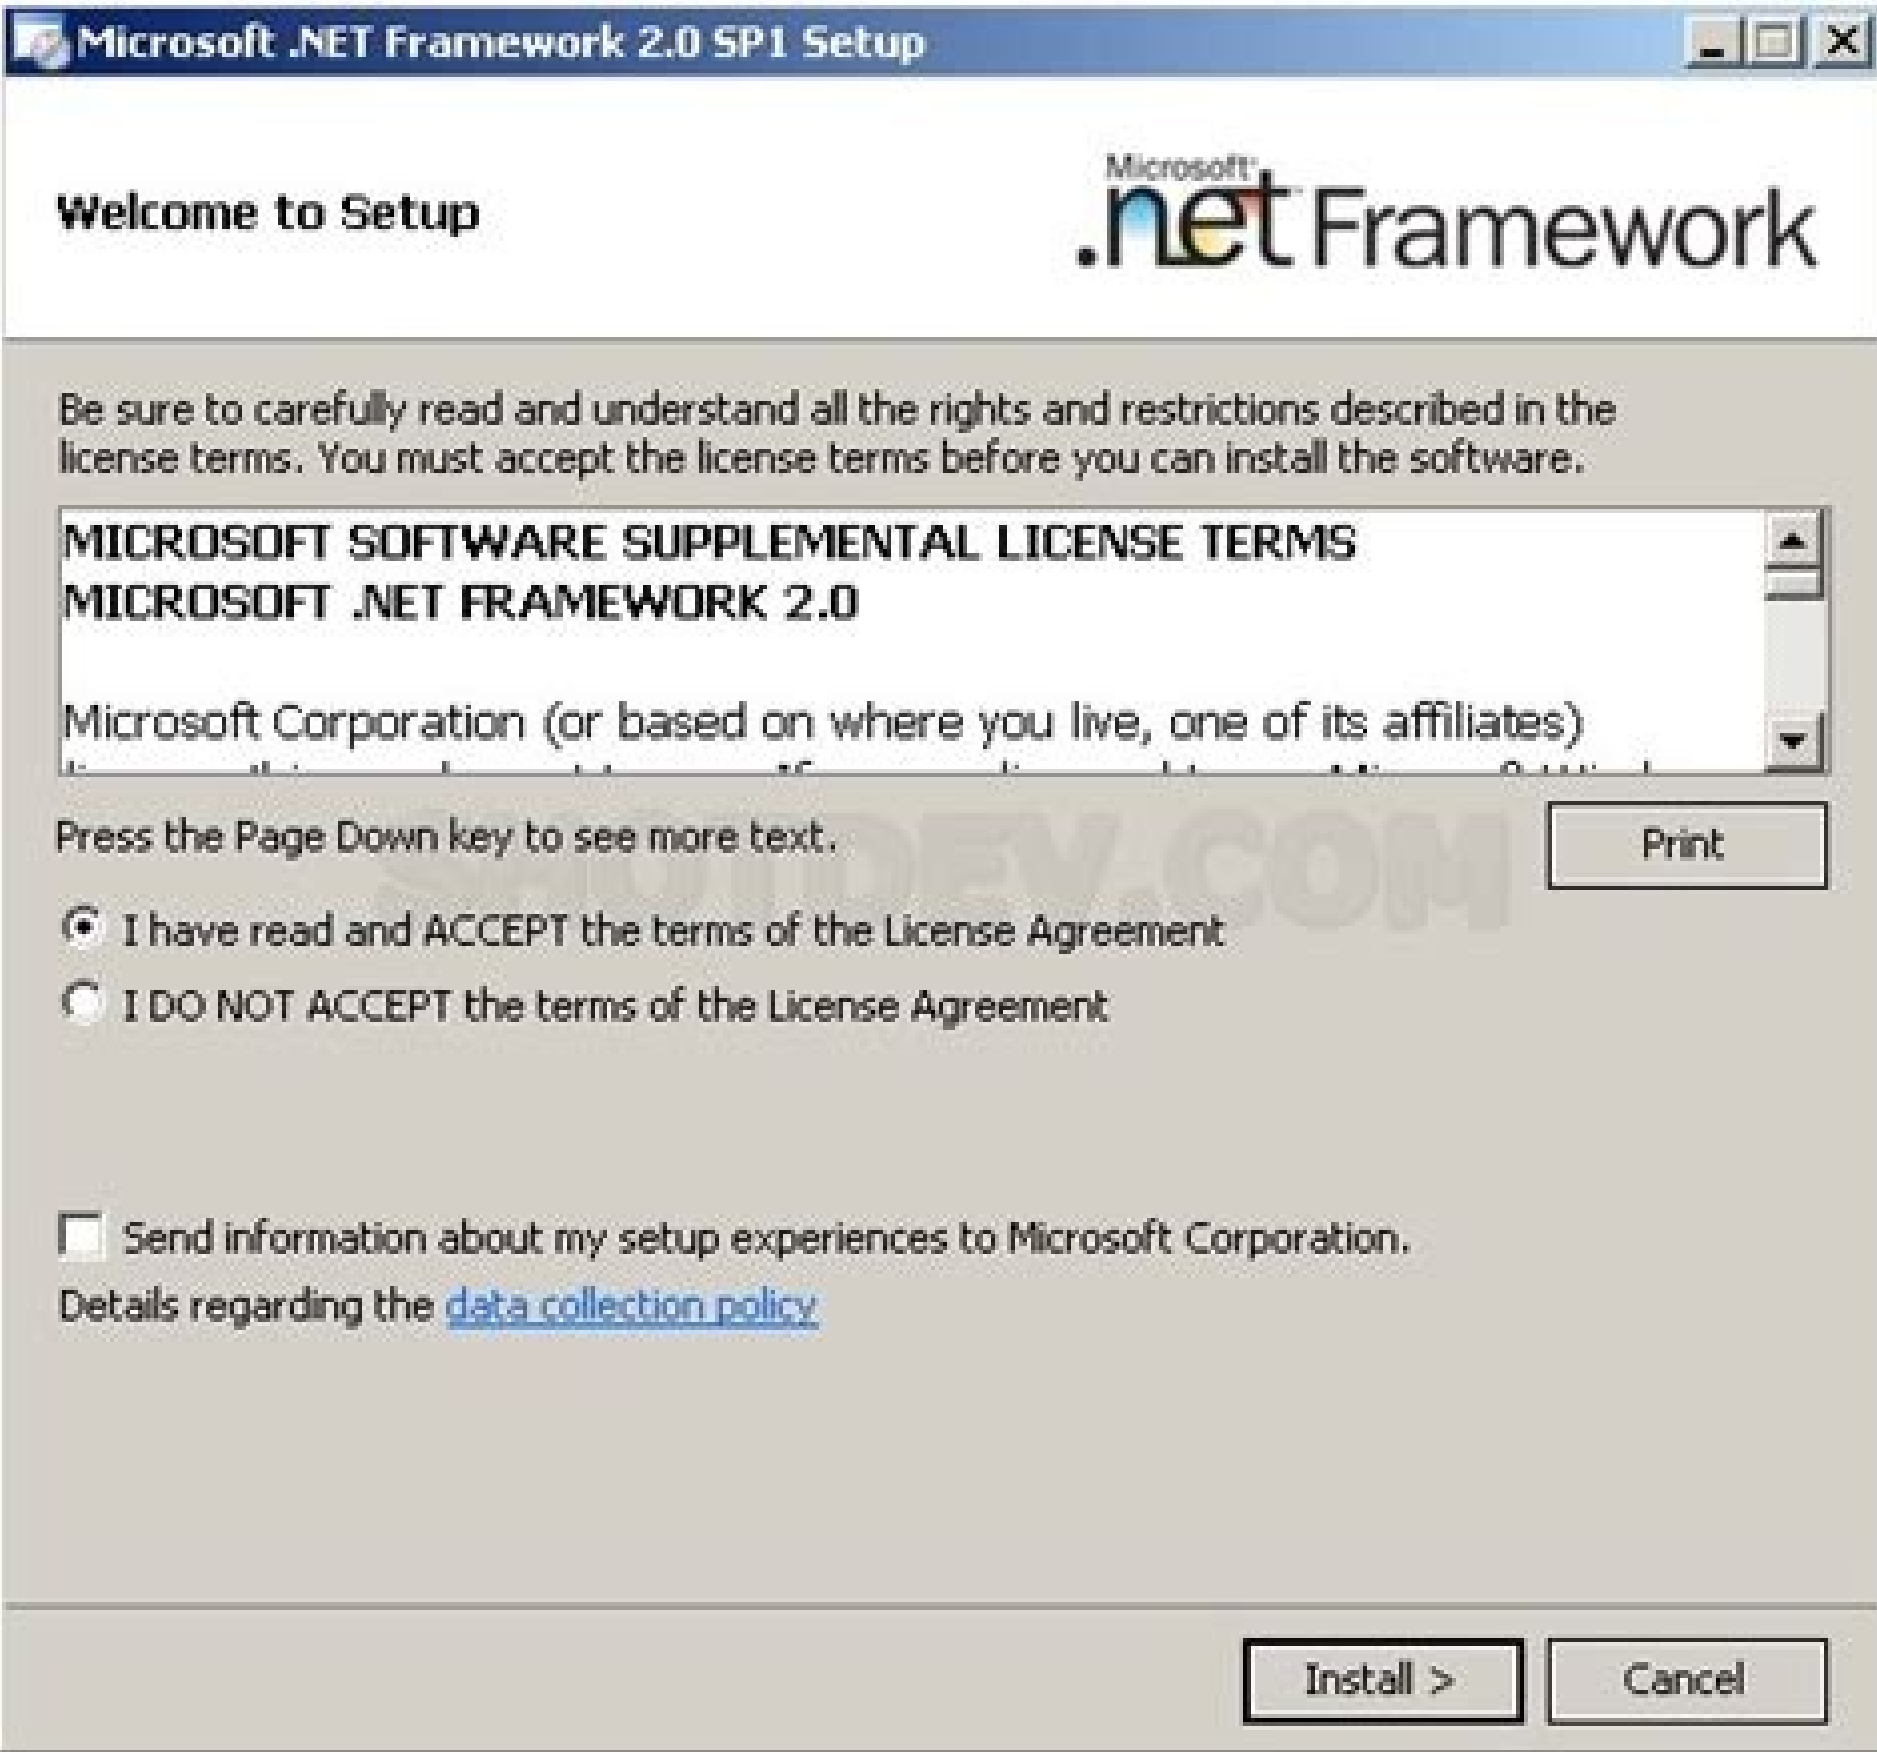 Microsoft .NET Framework 2.0 SP1 Setup
Welcome to Setup
Microsoft
.net Framework
Be sure to carefully read and understand all the rights and restrictions described in the
license terms. You must accept the license terms before you can install the software.
MICROSOFT SOFTWARE SUPPLEMENTAL LICENSE TERMS
MICROSOFT .NET FRAMEWORK 2.0
Microsoft Corporation (or based on where you live, one of its affiliates)
Press the Page Down key to see more text.
Print
SHOTDEV.COM
I have read and ACCEPT the terms of the License Agreement
I DO NOT ACCEPT the terms of the License Agreement
Send information about my setup experiences to Microsoft Corporation.
Details regarding the data collection policy
Install >
Cancel